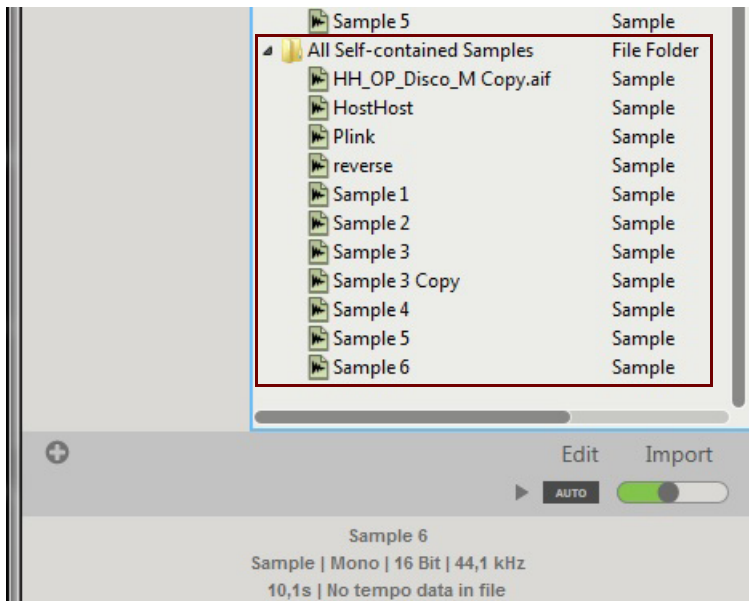 Sample 5 Sample
All Self-contained Samples File Folder
HH_OP_Disco_M Copy.aif Sample
HostHost Sample
Plink Sample
reverse Sample
Sample 1 Sample
Sample 2 Sample
Sample 3 Sample
Sample 3 Copy Sample
Sample 4 Sample
Sample 5 Sample
Sample 6 Sample
Edit Import
AUTO
Sample 6
Sample | Mono | 16 Bit | 44,1 kHz
10,1s | No tempo data in file